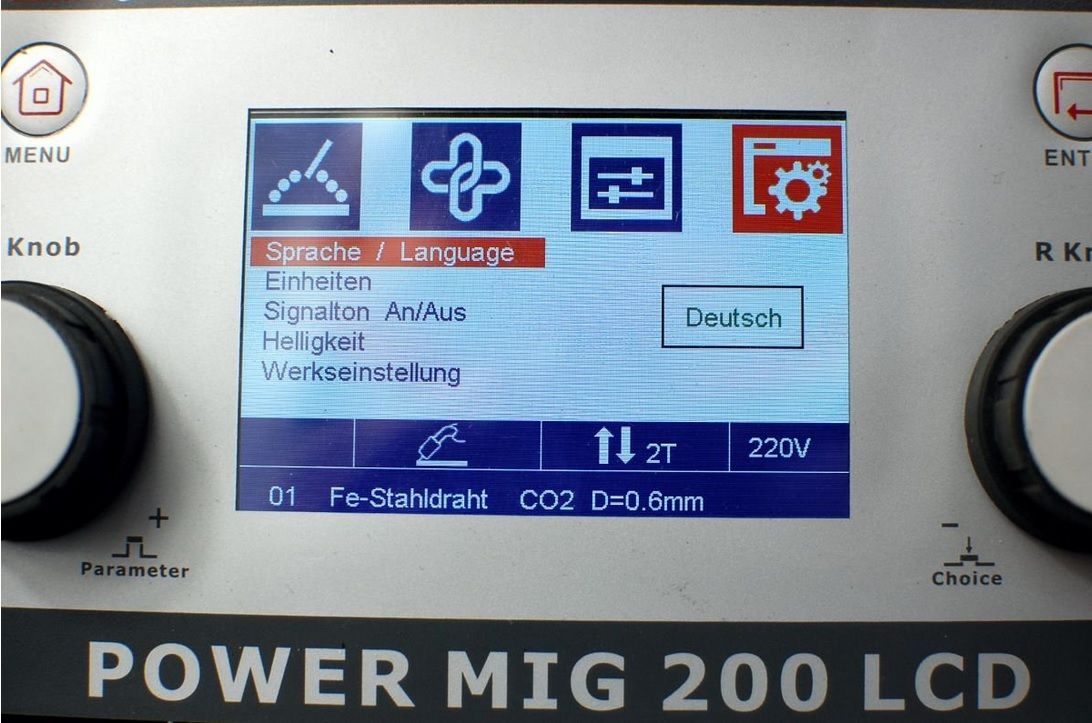 MENU
ENT
Knob
R Kn
Sprache / Language
Einheiten
Signalton An/Aus
Helligkeit
Werkseinstellung
Deutsch
2T
220V
01 Fe-Stahldraht CO2 D=0.6mm
+
Parameter
-
Choice
POWER MIG 200 LCD